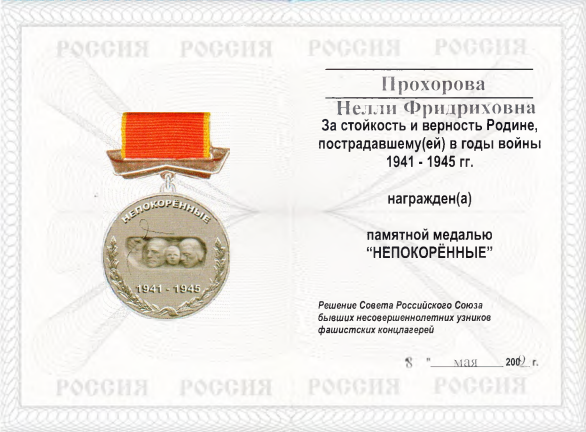 РОССИЯ РОССИЯ РОССИЯ РОССИЯ
НЕПОКОРЁННЫЕ
1941 - 1945
Прохорова
Нелли Фридриховна
За стойкость и верность Родине,
пострадавшему(ей) в годы войны
1941 - 1945 гг.
награжден(а)
памятной медалью
“НЕПОКОРЁННЫЕ”
Решение Совета Российского Союза
бывших несовершеннолетних узников
фашистских концлагерей
8 " мая г.
РОССИЯ РОССИЯ РОССИЯ РОССИЯ